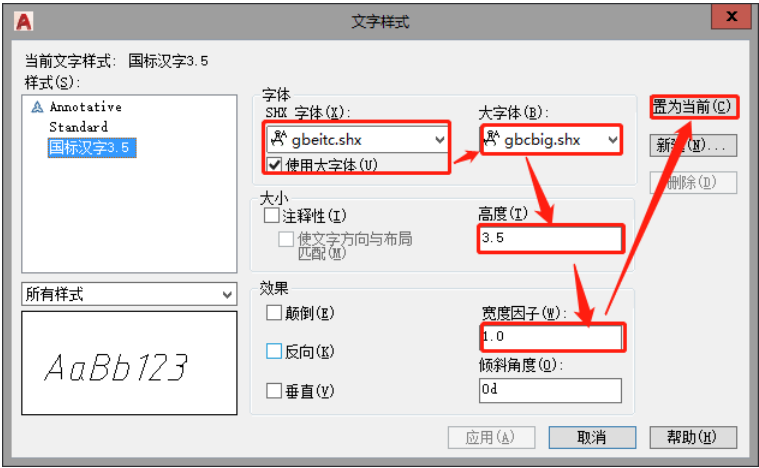 文字样式
当前文字样式: 国标汉字3.5
样式(S):
Annotative
Standard
国标汉字3.5
所有样式
AaBb123
字体
SHX 字体(X):
gbeitc.shx
使用大字体(U)
大字体(B):
gbcbig.shx
大小
注释性(I)
使文字方向与布局
匹配(M)
高度(T)
3.5
效果
颠倒(E)
反向(K)
垂直(V)
宽度因子(W):
1.0
倾斜角度(O):
0d
置为当前(C)
新建(N)...
删除(D)
应用(A)
取消
帮助(H)